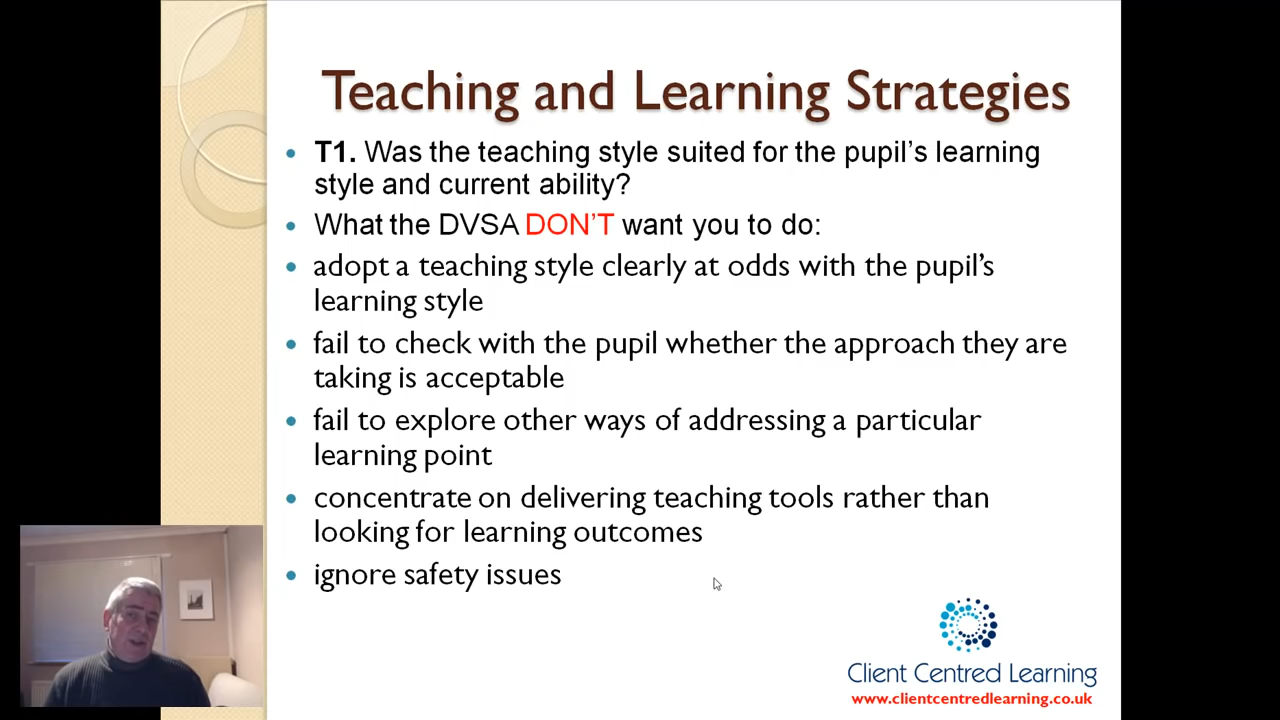 Teaching and Learning Strategies
T1. Was the teaching style suited for the pupil's learning
style and current ability?
What the DVSA DON'T want you to do:
adopt a teaching style clearly at odds with the pupil's
learning style
fail to check with the pupil whether the approach they are
taking is acceptable
fail to explore other ways of addressing a particular
learning point
concentrate on delivering teaching tools rather than
looking for learning outcomes
ignore safety issues
Client Centred Learning
www.clientcentredlearning.co.uk